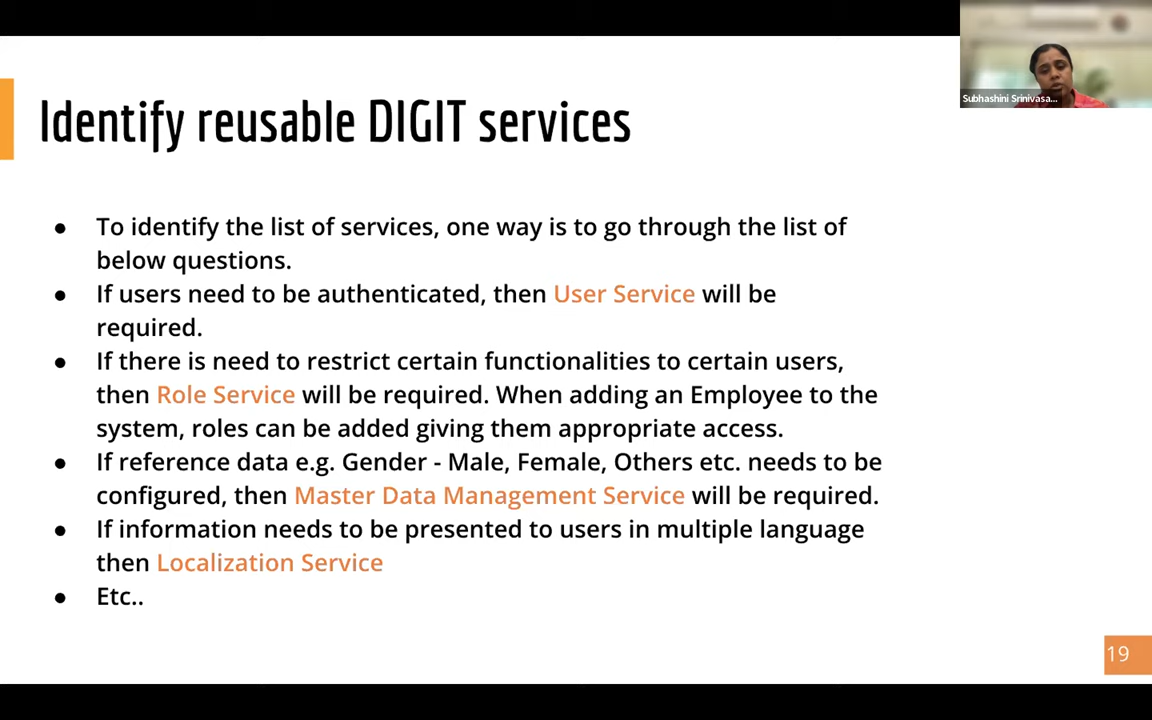 Subhashini Srinivasa...
Identify reusable DIGIT services
● To identify the list of services, one way is to go through the list of
below questions.
● If users need to be authenticated, then User Service will be
required.
● If there is need to restrict certain functionalities to certain users,
then Role Service will be required. When adding an Employee to the
system, roles can be added giving them appropriate access.
● If reference data e.g. Gender - Male, Female, Others etc. needs to be
configured, then Master Data Management Service will be required.
● If information needs to be presented to users in multiple language
then Localization Service
● Etc..
19